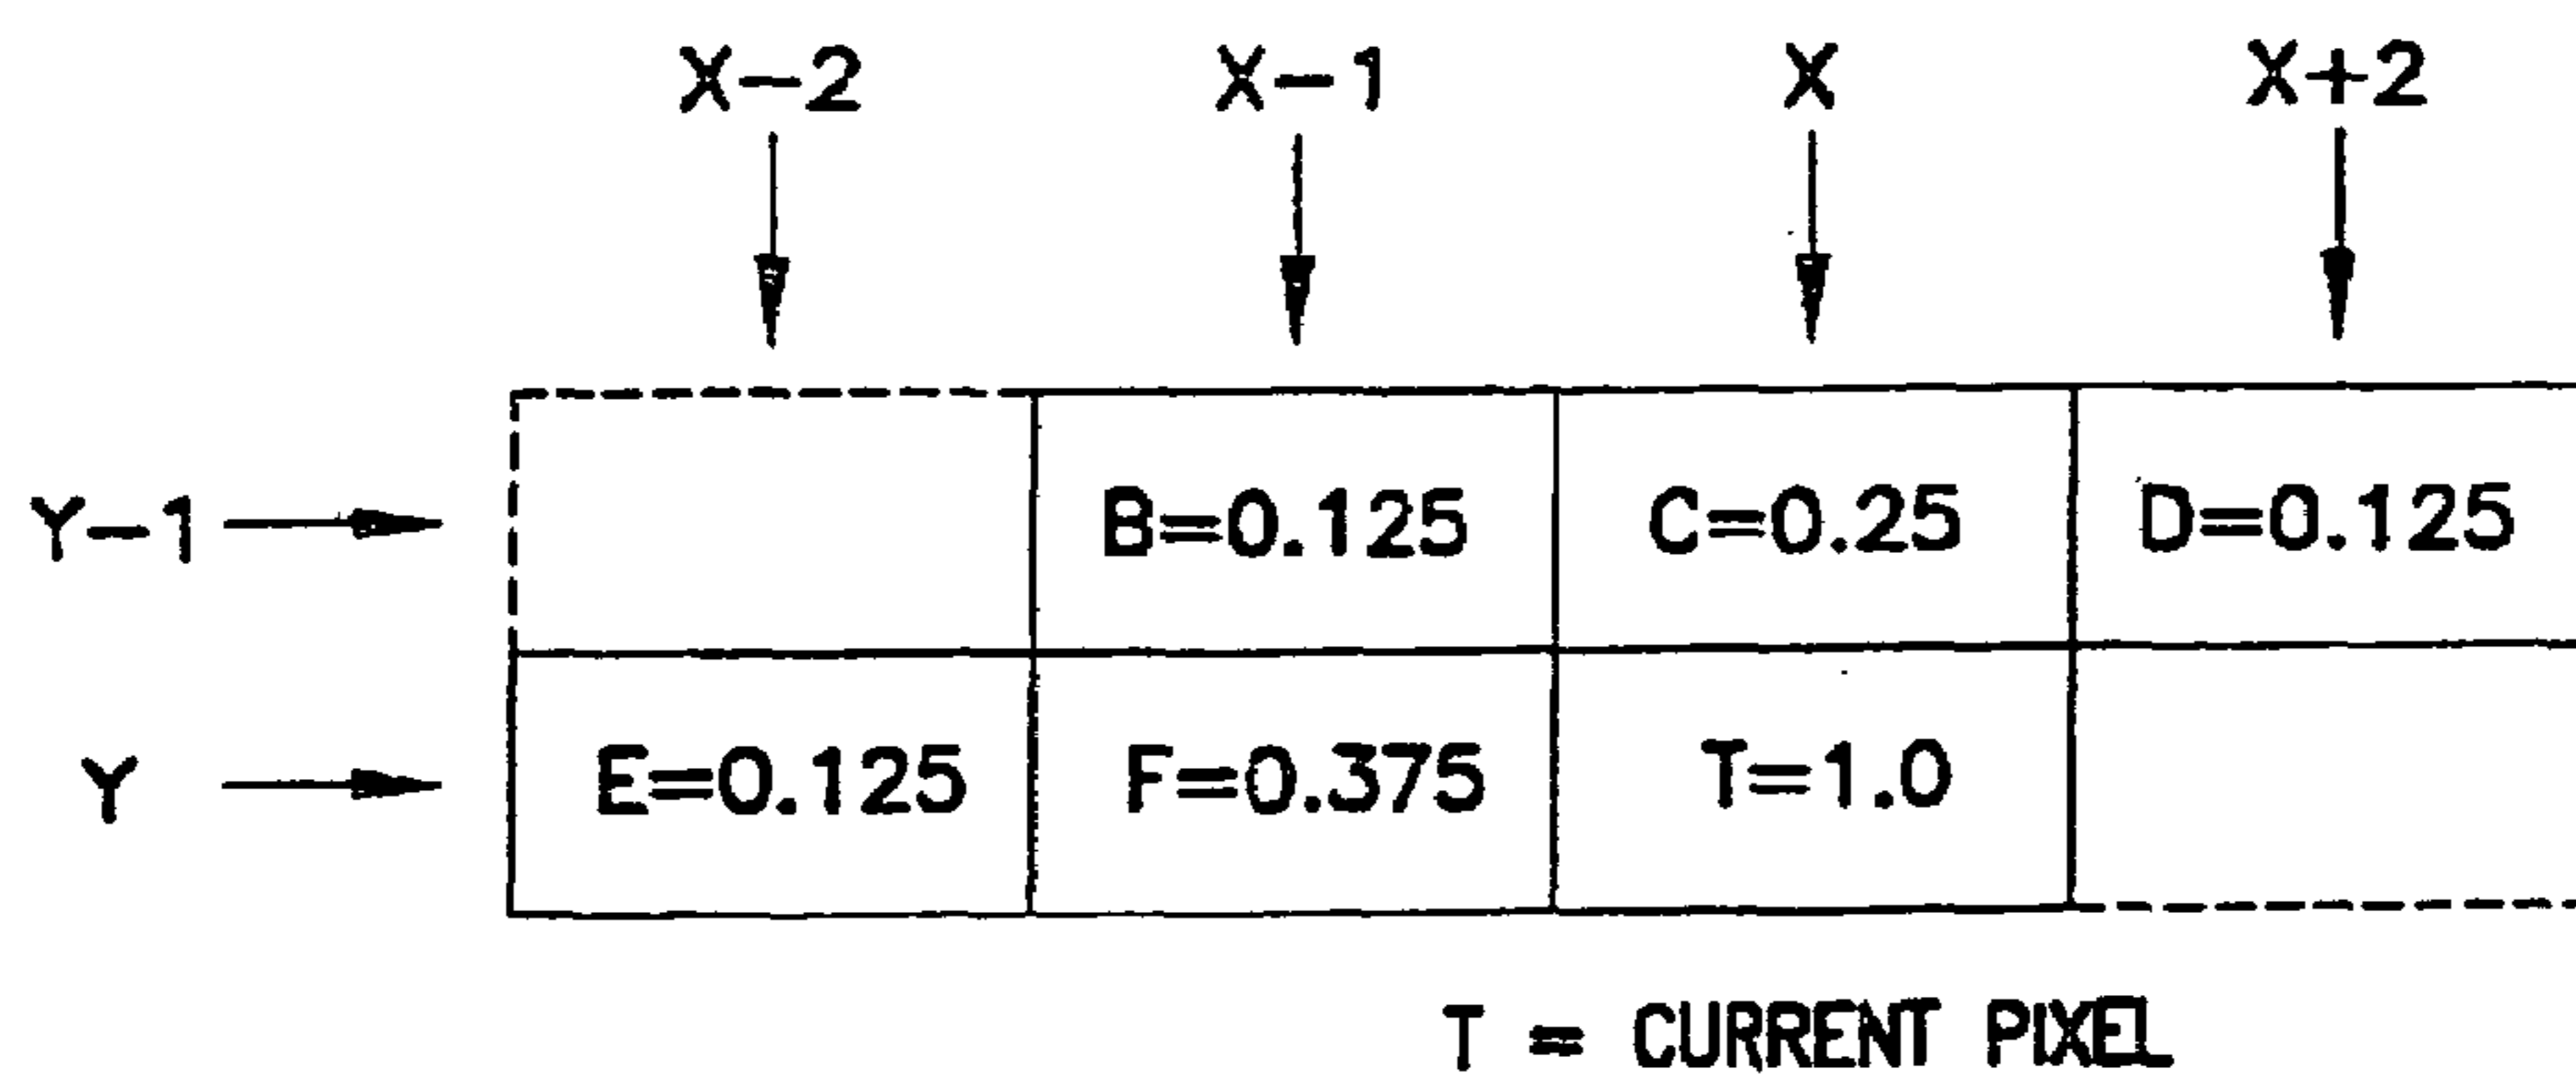 X-2 X-1 X X+2
Y-1 B=0.125 C=0.25 D=0.125
Y E=0.125 F=0.375 T=1.0
T = CURRENT PIXEL